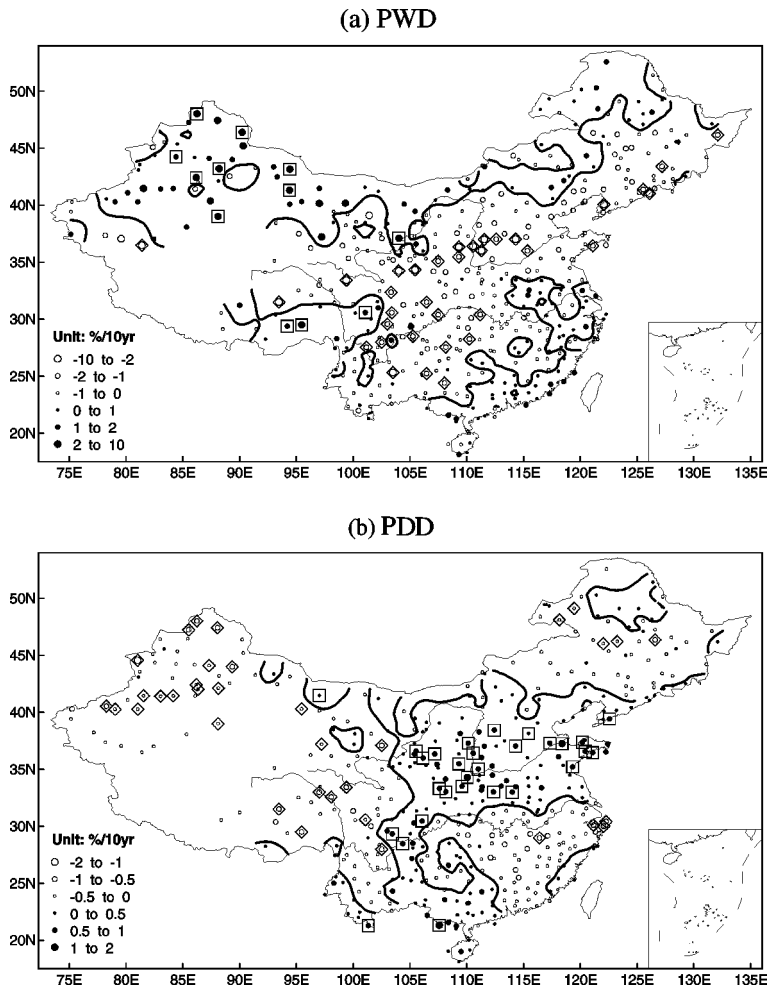 (a) PWD
50N
45N
40N
35N
30N
25N
20N
Unit: %/10yr
-10 to -2
-2 to -1
-1 to 0
0 to 1
1 to 2
2 to 10
75E 80E 85E 90E 95E 100E 105E 110E 115E 120E 125E 130E 135E
(b) PDD
50N
45N
40N
35N
30N
25N
20N
Unit: %/10yr
-2 to -1
-1 to -0.5
-0.5 to 0
0 to 0.5
0.5 to 1
1 to 2
75E 80E 85E 90E 95E 100E 105E 110E 115E 120E 125E 130E 135E